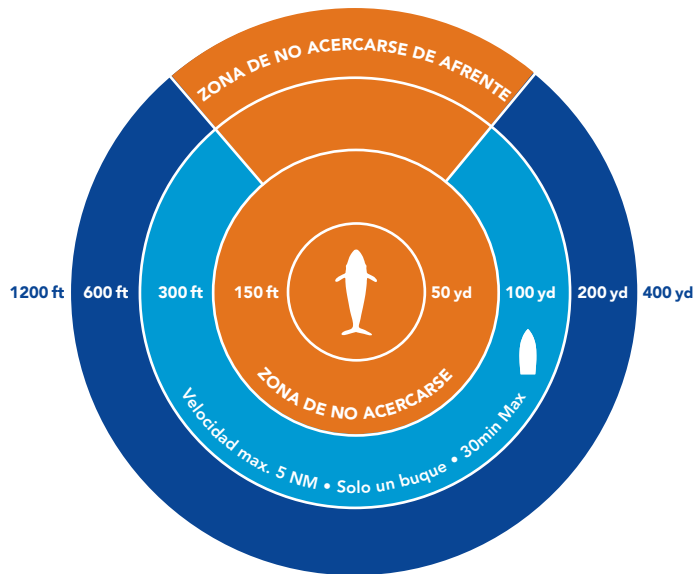 ZONA DE NO ACERCARSE DE AFRENTE
1200 ft 600 ft 300 ft 150 ft 50 yd 100 yd 200 yd 400 yd
ZONA DE NO ACERCARSE
Velocidad max. 5 NM • Solo un buque • 30min Max